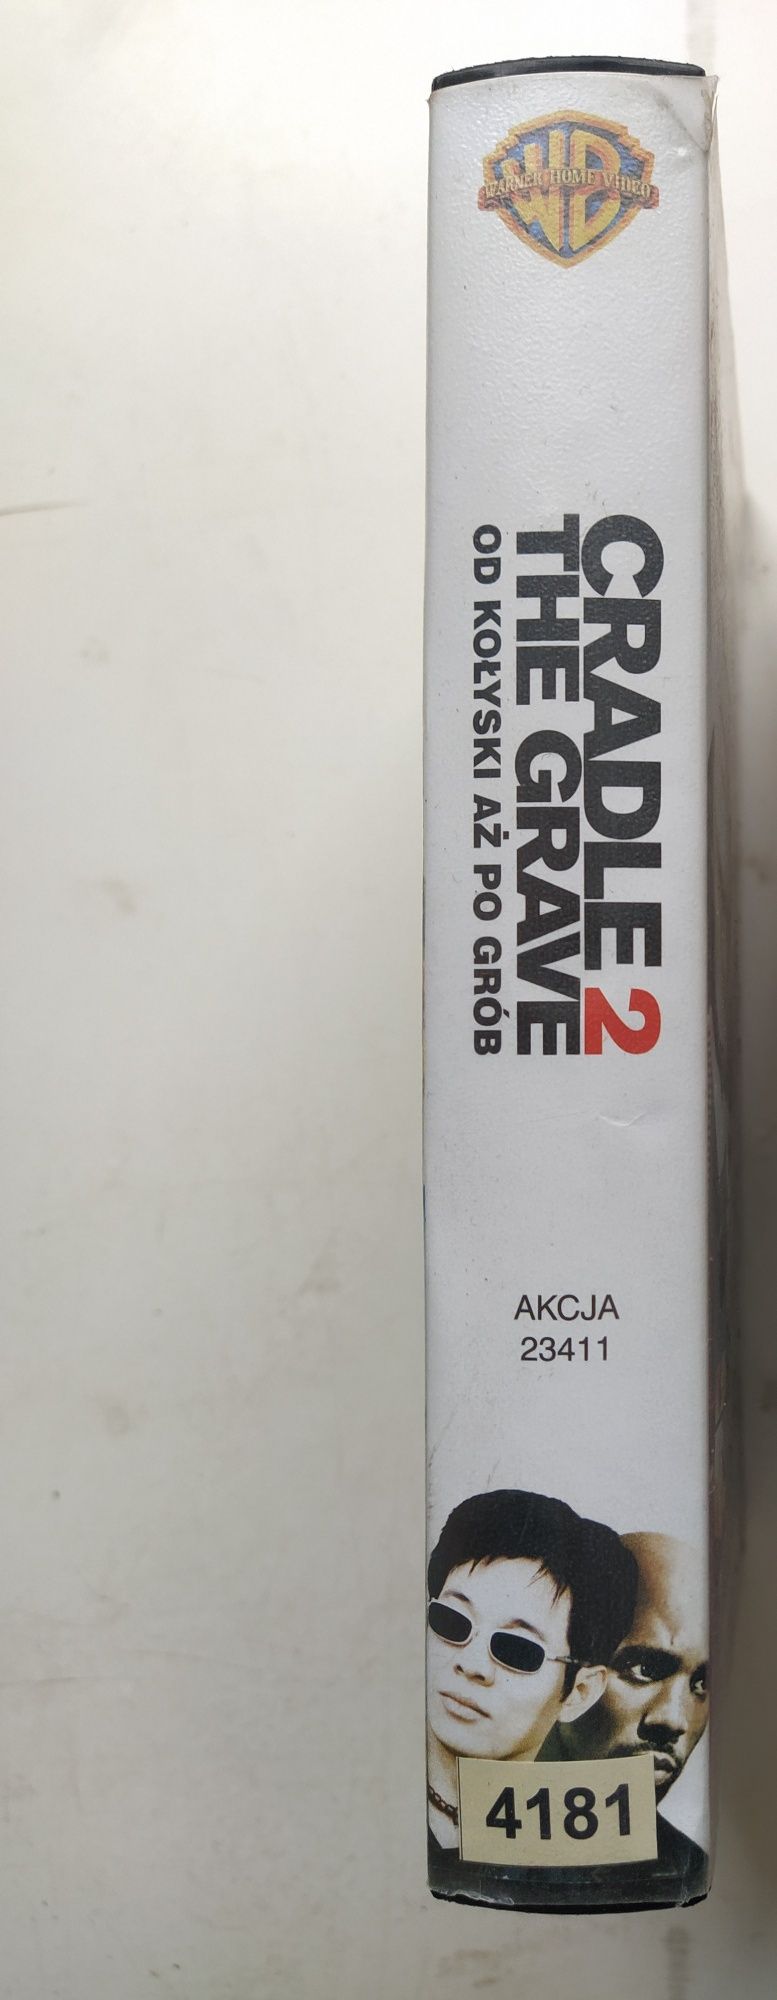 WB
WARNER HOME VIDEO
CRADLE 2
THE GRAVE
OD KOŁYSKI AŻ PO GRÓB
AKCJA
23411
4181